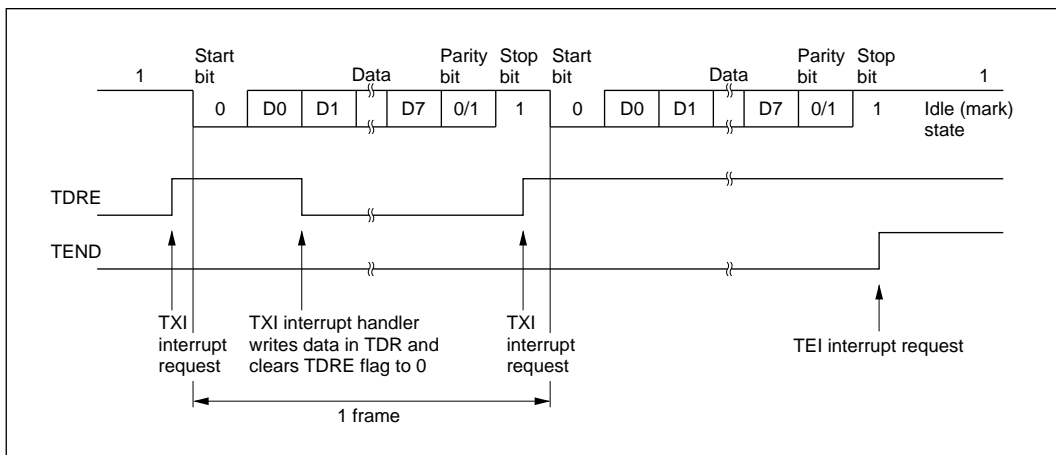 1
Start
bit
Data
Parity
bit
Stop
bit
Start
bit
Data
Parity
bit
Stop
bit
1
0 D0 D1 D7 0/1 1 0 D0 D1 D7 0/1 1
Idle (mark)
state
TDRE
TEND
TXI
interrupt
request
TXI interrupt handler
writes data in TDR and
clears TDRE flag to 0
TXI
interrupt
request
TEI interrupt request
1 frame